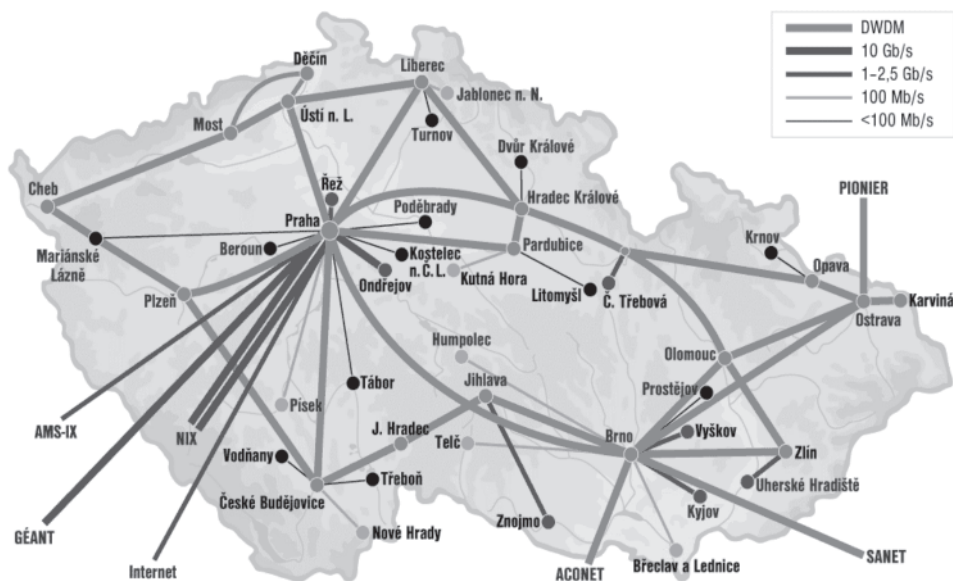 DWDM
10 Gb/s
1–2,5 Gb/s
100 Mb/s
<100 Mb/s
Děčín
Liberec
Jablonec n. N.
Ústí n. L.
Most
Turnov
Dvůr Králové
Cheb
Řež
Hradec Králové
PIONIER
Praha
Poděbrady
Mariánské
Lázně
Beroun
Kostelec
n. Č. L.
Pardubice
Krnov
Opava
Ondřejov
Kutná Hora
Litomyšl
Č. Třebová
Karviná
Plzeň
Ostrava
Humpolec
Olomouc
Tábor
Jihlava
Prostějov
AMS-IX
NIX
Písek
J. Hradec
Telč
Brno
Vyškov
Zlín
Vodňany
Třeboň
České Budějovice
Uherské Hradiště
Kyjov
GÉANT
Nové Hrady
Znojmo
Internet
ACONET
Břeclav a Lednice
SANET